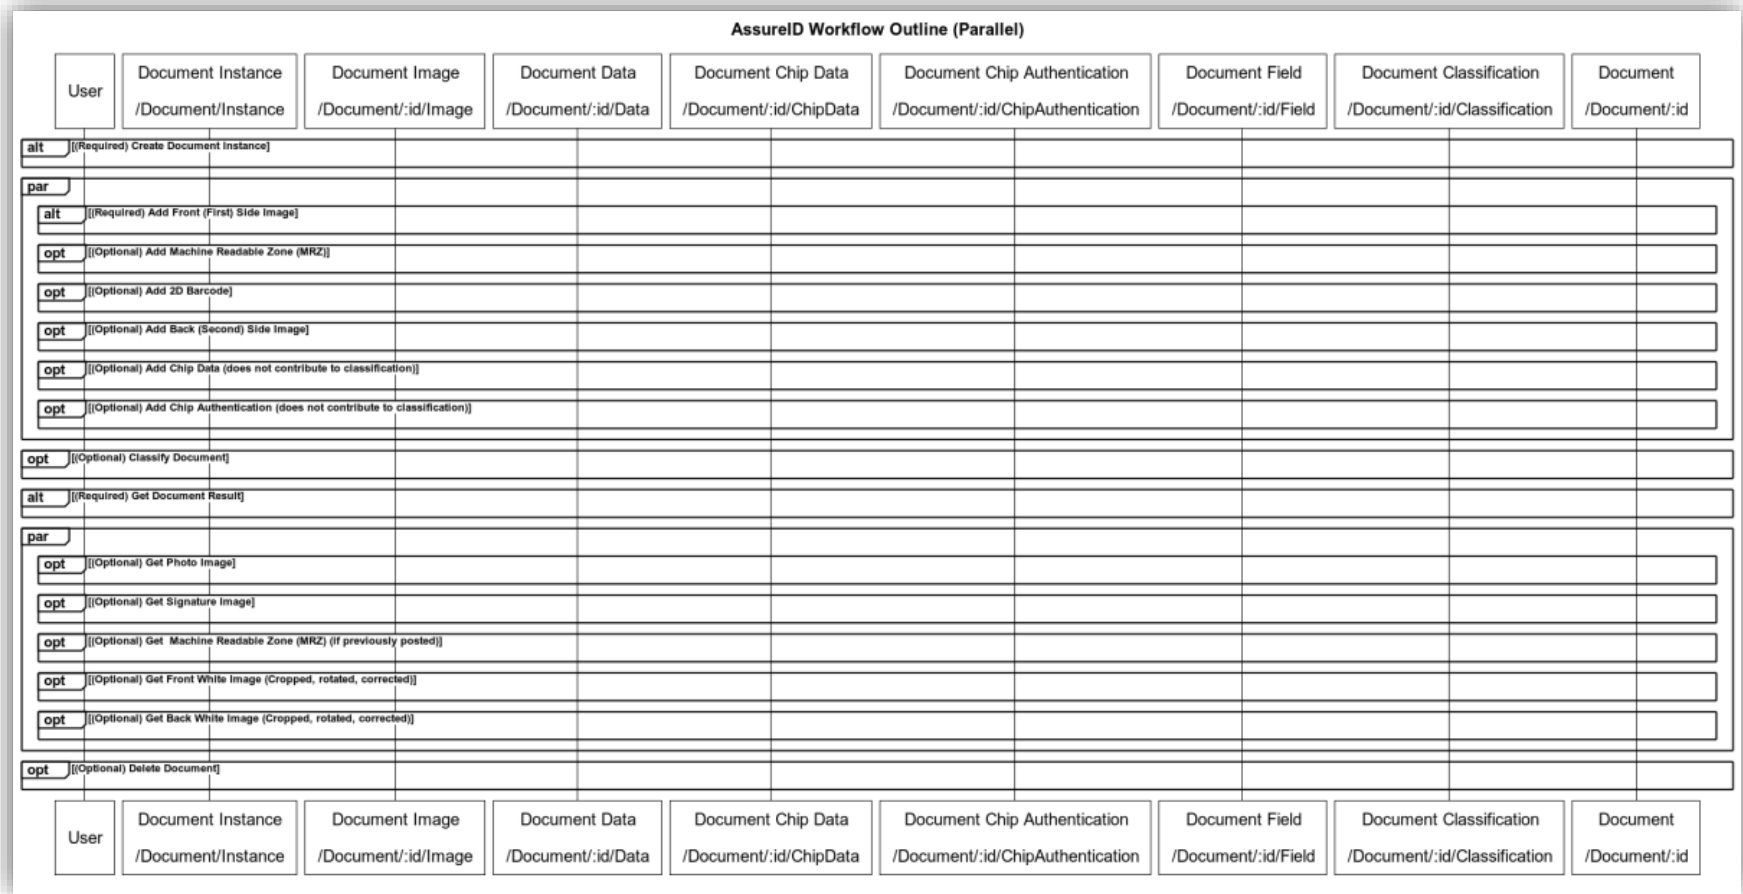 AssureID Workflow Outline (Parallel)
User
Document Instance
/Document/Instance
Document Image
/Document/:id/Image
Document Data
/Document/:id/Data
Document Chip Data
/Document/:id/ChipData
Document Chip Authentication
/Document/:id/ChipAuthentication
Document Field
/Document/:id/Field
Document Classification
/Document/:id/Classification
Document
/Document/:id
alt [(Required) Create Document Instance]
par
alt [(Required) Add Front (First) Side Image]
opt [(Optional) Add Machine Readable Zone (MRZ)]
opt [(Optional) Add 2D Barcode]
opt [(Optional) Add Back (Second) Side Image]
opt [(Optional) Add Chip Data (does not contribute to classification)]
opt [(Optional) Add Chip Authentication (does not contribute to classification)]
opt [(Optional) Classify Document]
alt [(Required) Get Document Result]
par
opt [(Optional) Get Photo Image]
opt [(Optional) Get Signature Image]
opt [(Optional) Get  Machine Readable Zone (MRZ) (if previously posted)]
opt [(Optional) Get Front White Image (Cropped, rotated, corrected)]
opt [(Optional) Get Back White Image (Cropped, rotated, corrected)]
opt [(Optional) Delete Document]
User
Document Instance
/Document/Instance
Document Image
/Document/:id/Image
Document Data
/Document/:id/Data
Document Chip Data
/Document/:id/ChipData
Document Chip Authentication
/Document/:id/ChipAuthentication
Document Field
/Document/:id/Field
Document Classification
/Document/:id/Classification
Document
/Document/:id